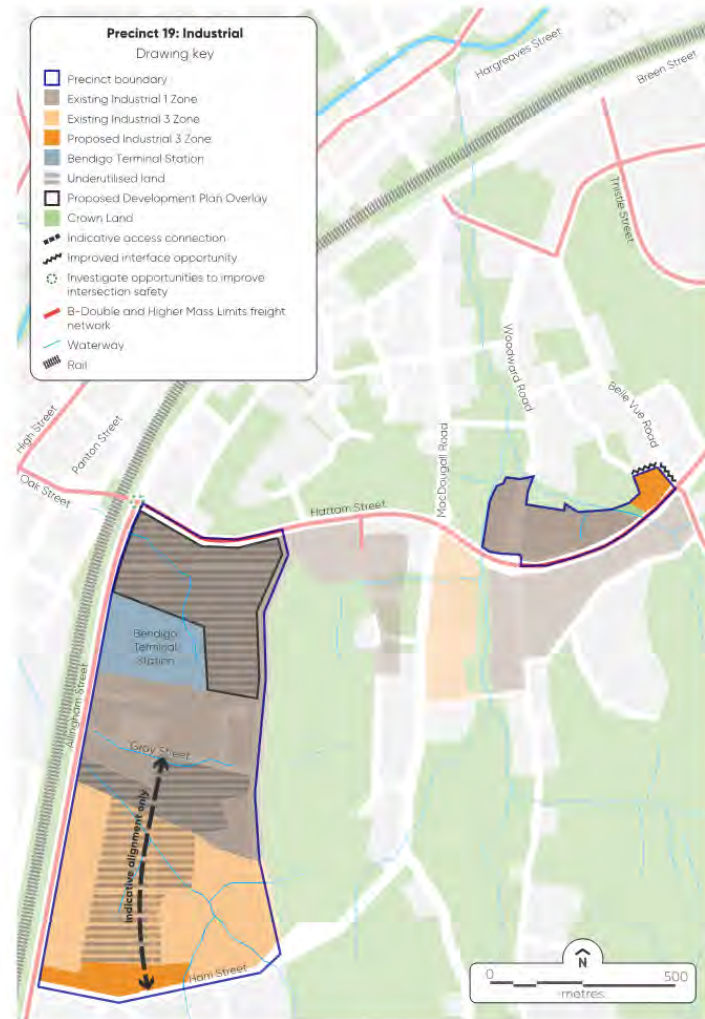 Precinct 19: Industrial
Drawing key
Precinct boundary
Existing Industrial 1 Zone
Existing Industrial 3 Zone
Proposed Industrial 3 Zone
Bendigo Terminal Station
Underutilised land
Proposed Development Plan Overlay
Crown Land
Indicative access connection
Improved interface opportunity
Investigate opportunities to improve
intersection safety
B-Double and Higher Mass Limits freight
network
Waterway
Rail
Hargreaves Street
Breen Street
Thistle Street
Woodward Road
Belle Vue Road
MacDougall Road
High Street
Panton Street
Oak Street
Hattam Street
Bendigo
Terminal
Station
Allingham Street
Gray Street
Indicative alignment only
Ham Street
N
0 500
metres